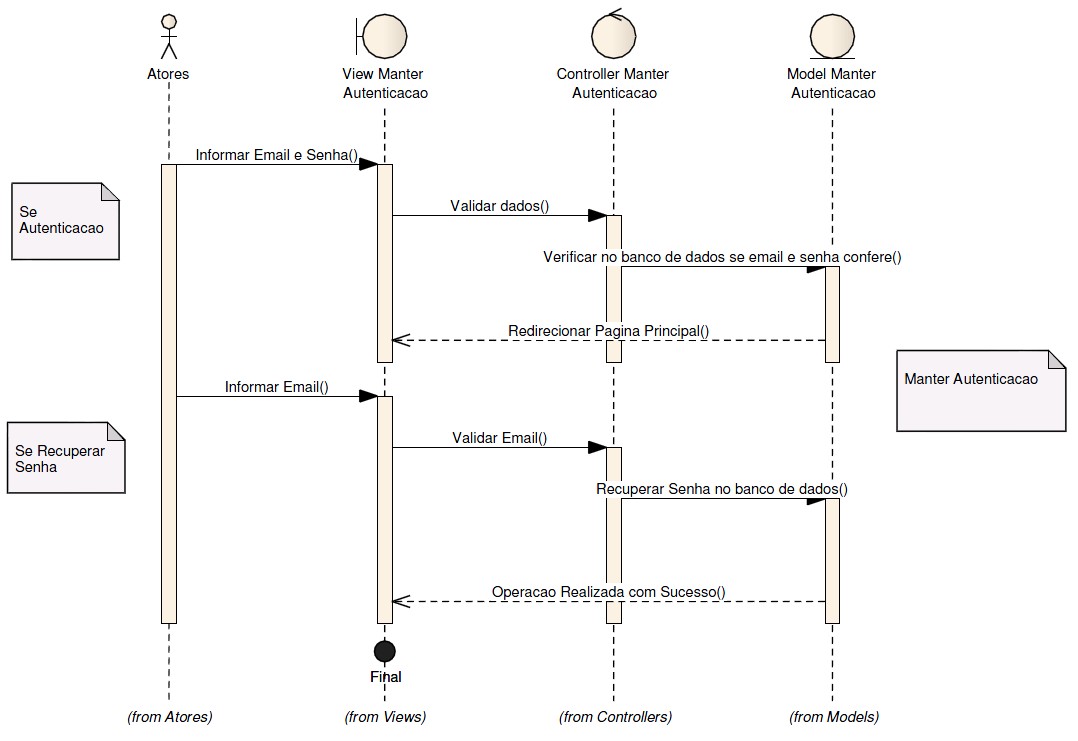 Atores
View Manter
Autenticacao
Controller Manter
Autenticacao
Model Manter
Autenticacao
Informar Email e Senha()
Se
Autenticacao
Validar dados()
Verificar no banco de dados se email e senha confere()
Redirecionar Pagina Principal()
Manter Autenticacao
Informar Email()
Se Recuperar
Senha
Validar Email()
Recuperar Senha no banco de dados()
Operacao Realizada com Sucesso()
Final
(from Atores)
(from Views)
(from Controllers)
(from Models)